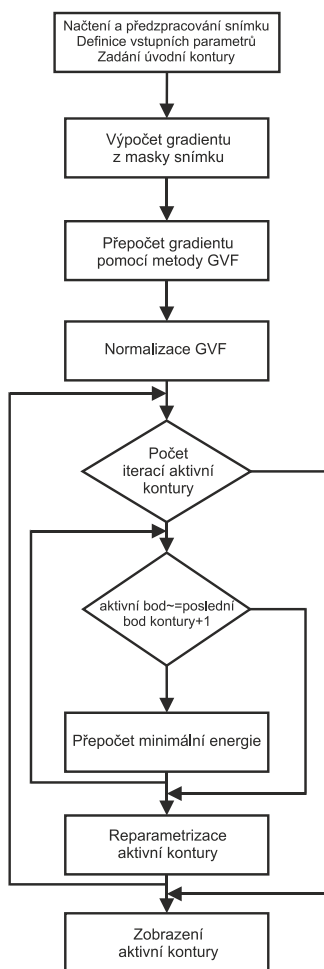 Načtení a předzpracování snímku
Definice vstupních parametrů
Zadání úvodní kontury
Výpočet gradientu
z masky snímku
Přepočet gradientu
pomocí metody GVF
Normalizace GVF
Počet
iterací aktivní
kontury
aktivní bod~=poslední
bod kontury+1
Přepočet minimální energie
Reparametrizace
aktivní kontury
Zobrazení
aktivní kontury